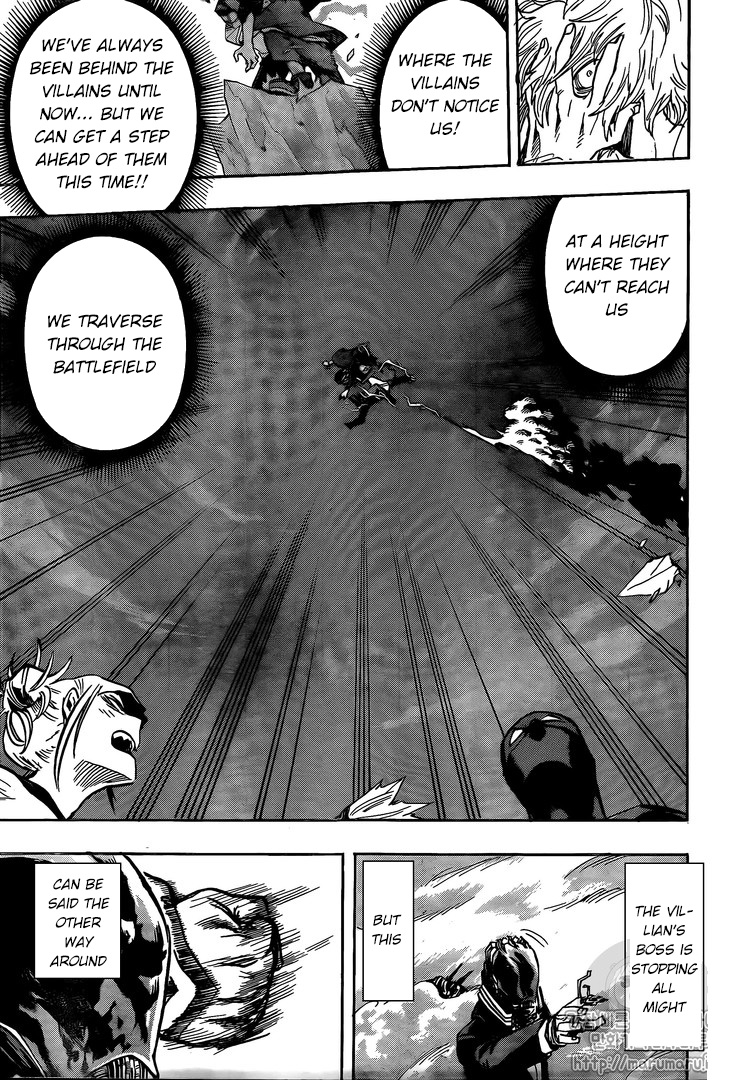 WHERE THE
VILLAINS
DON'T NOTICE
US!
WE'VE ALWAYS
BEEN BEHIND THE
VILLAINS UNTIL
NOW... BUT WE
CAN GET A STEP
AHEAD OF THEM
THIS TIME!!
AT A HEIGHT
WHERE THEY
CAN'T REACH
US
WE TRAVERSE
THROUGH THE
BATTLEFIELD
THE VIL-
LIAN'S
BOSS IS
STOPPING
ALL
MIGHT
BUT
THIS
CAN BE
SAID THE
OTHER
WAY
AROUND
http://marumaru.i